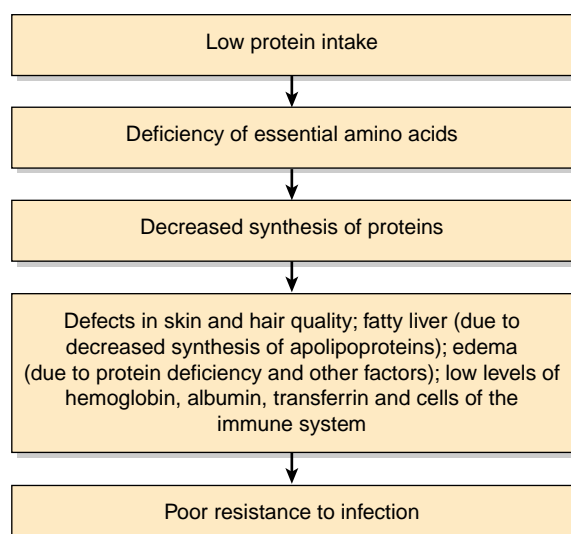 Low protein intake
Deficiency of essential amino acids
Decreased synthesis of proteins
Defects in skin and hair quality; fatty liver (due to
decreased synthesis of apolipoproteins); edema
(due to protein deficiency and other factors); low levels of
hemoglobin, albumin, transferrin and cells of the
immune system
Poor resistance to infection